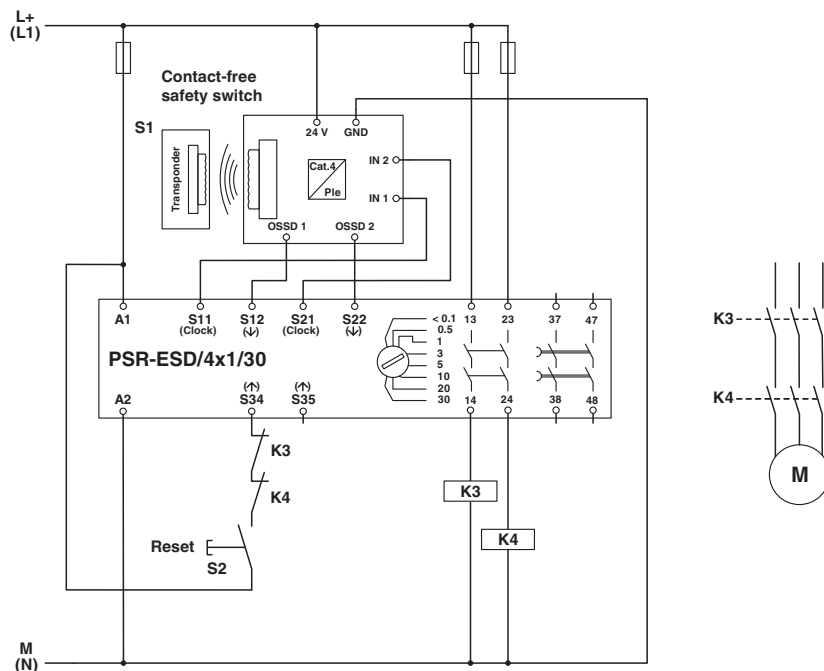 L+
(L1)
Contact-free
safety switch
S1
Transponder
24 V GND
Cat.4
Ple
IN 2
IN 1
OSSD 1 OSSD 2
A1 S11 S12 S21 S22
(Clock) (↓) (Clock) (↓)
< 0.1
0.5
1
3
5
10
20
30
13 23 37 47
PSR-ESD/4x1/30
(↑) (↑)
A2 S34 S35
14 24 38 48
K3
K4
Reset
S2
K3
K4
K3
K4
M
M
(N)